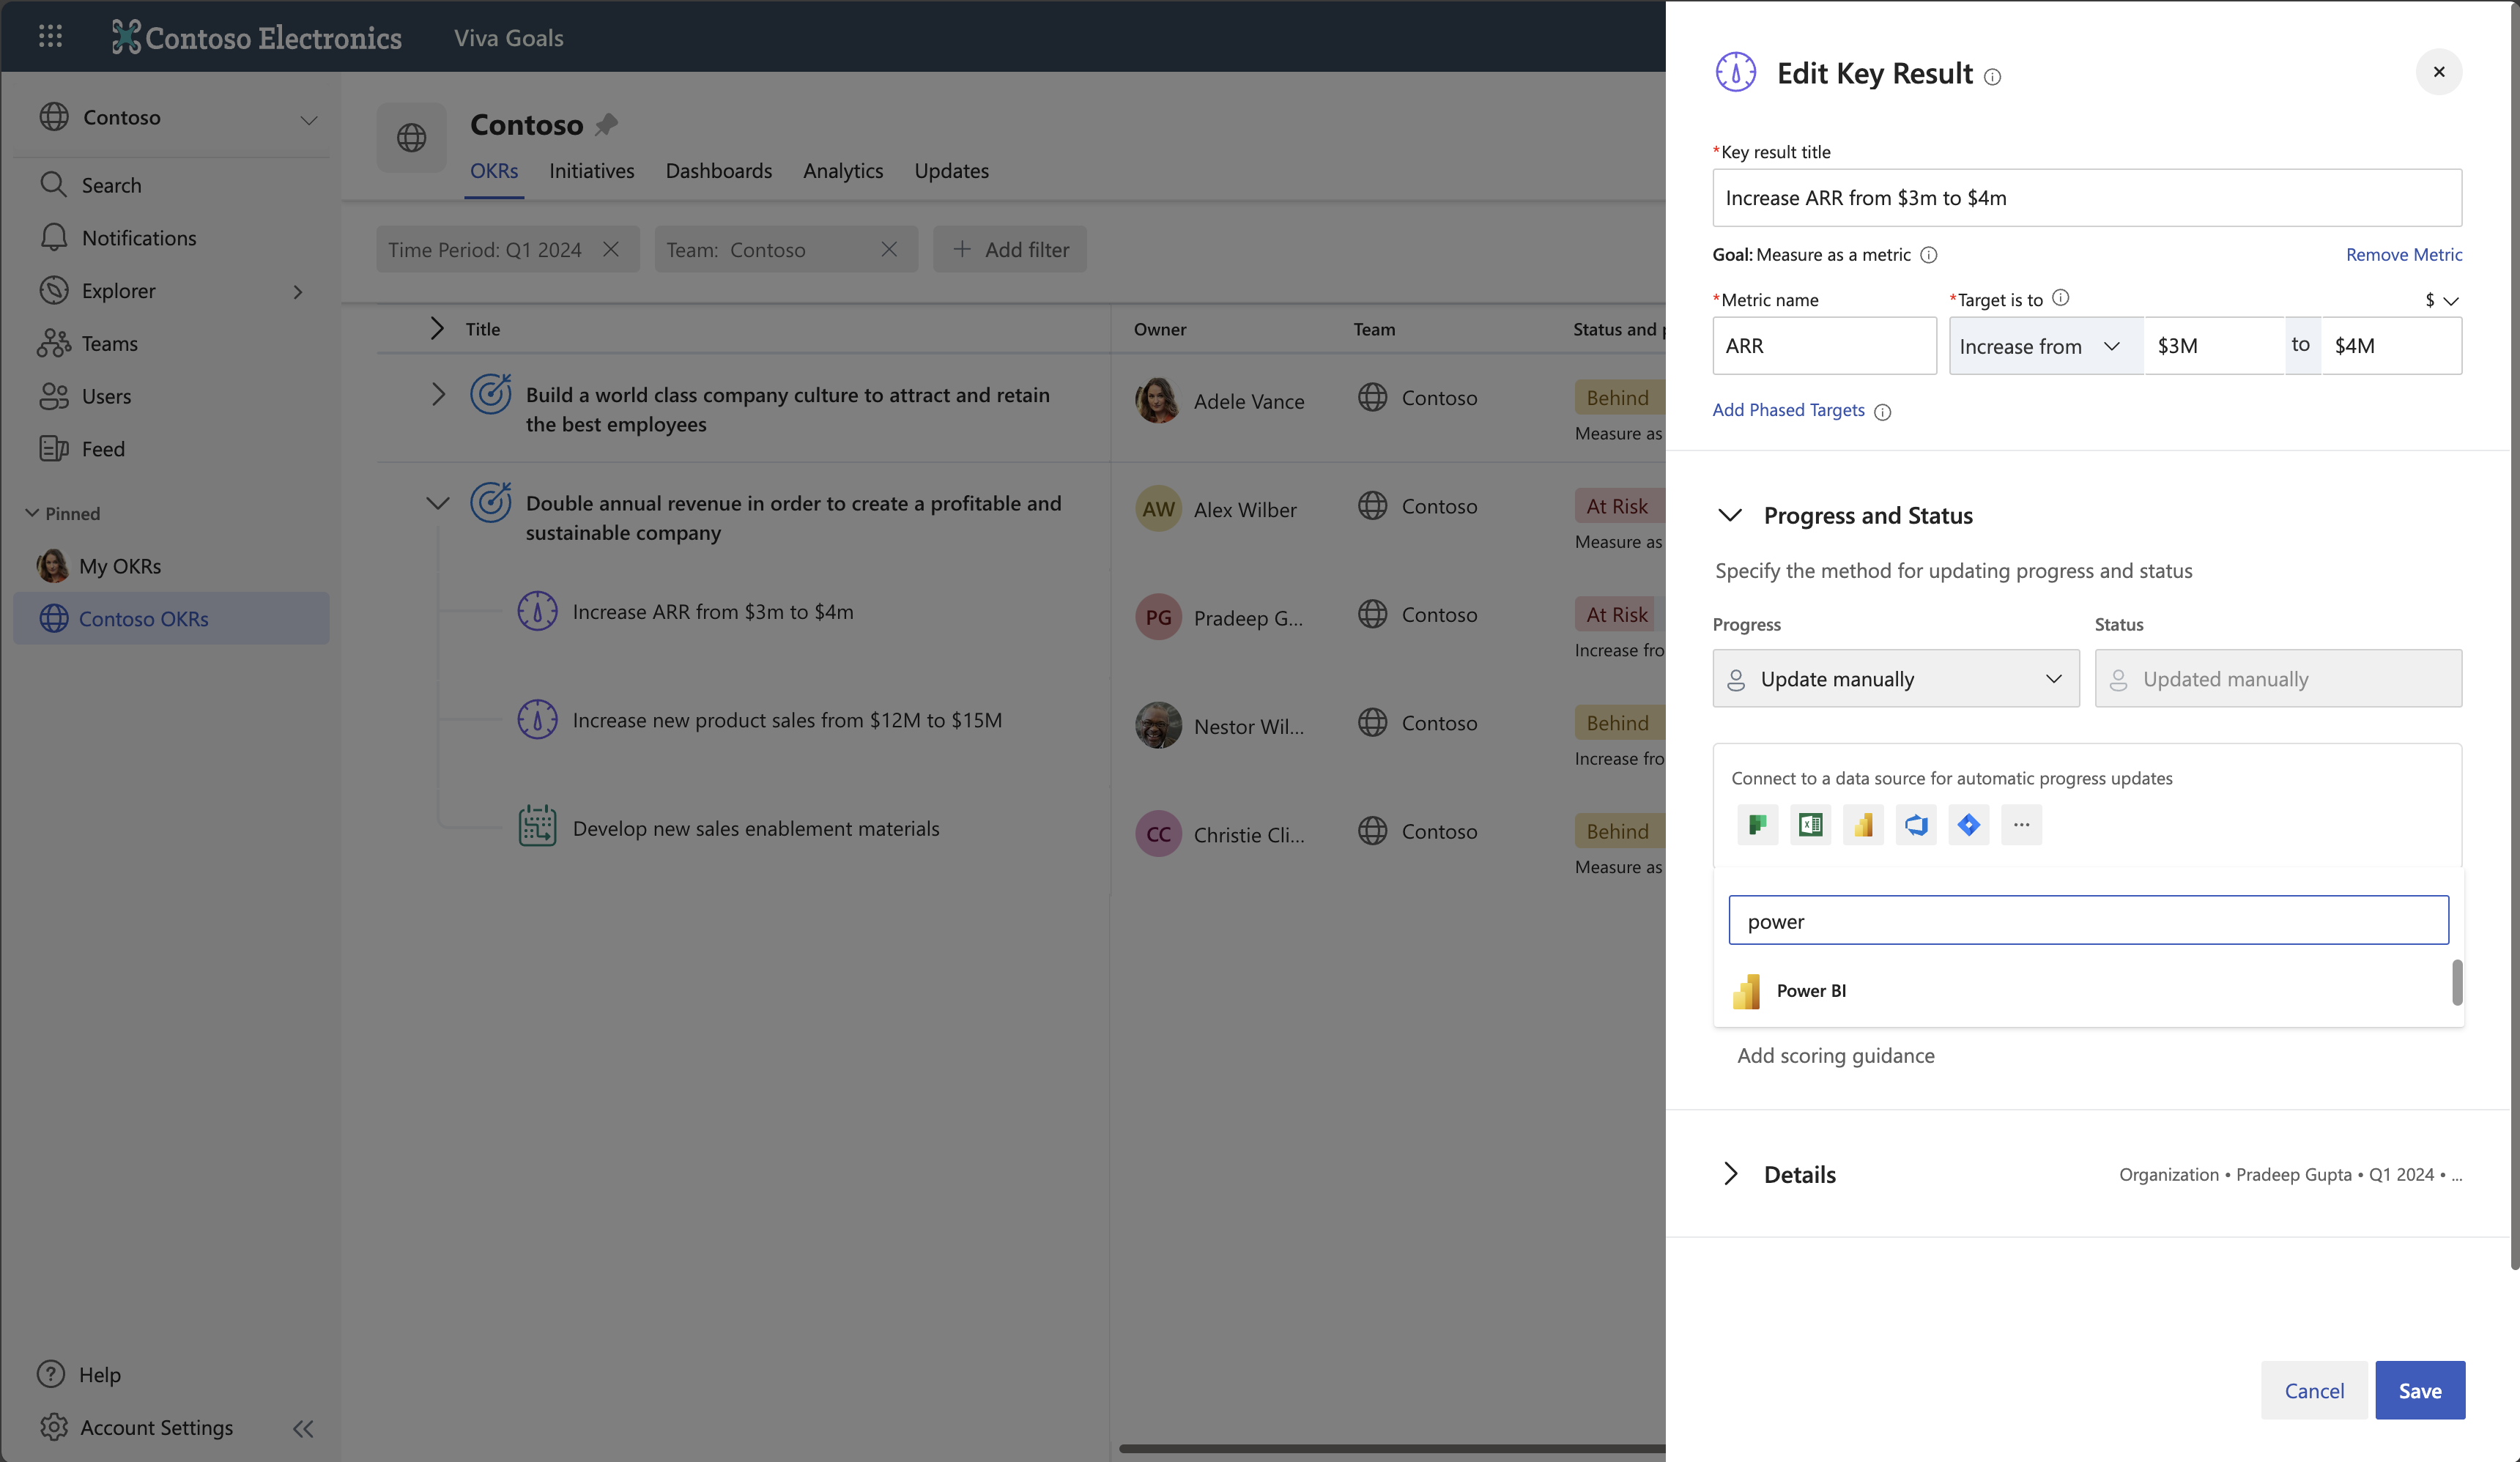 Contoso Electronics
Viva Goals
Contoso
Search
Notifications
Explorer
Teams
Users
Feed
Pinned
My OKRs
Contoso OKRs
Help
Account Settings
Contoso
OKRs Initiatives Dashboards Analytics Updates
Time Period: Q1 2024
Team: Contoso
Add filter
Title Owner Team Status and p
Build a world class company culture to attract and retain
the best employees
Adele Vance
Contoso
Behind
Measure as
Double annual revenue in order to create a profitable and
sustainable company
AW
Alex Wilber
Contoso
At Risk
Measure as
Increase ARR from $3m to $4m
PG
Pradeep G...
Contoso
At Risk
Increase fro
Increase new product sales from $12M to $15M
Nestor Wil...
Contoso
Behind
Increase fro
Develop new sales enablement materials
CC
Christie Cli...
Contoso
Behind
Measure as
Edit Key Result
*Key result title
Increase ARR from $3m to $4m
Goal: Measure as a metric
Remove Metric
*Metric name
*Target is to
$
ARR
Increase from
$3M
to
$4M
Add Phased Targets
Progress and Status
Specify the method for updating progress and status
Progress
Status
Update manually
Updated manually
Connect to a data source for automatic progress updates
power
Power BI
Add scoring guidance
Details
Organization • Pradeep Gupta • Q1 2024 • ...
Cancel
Save